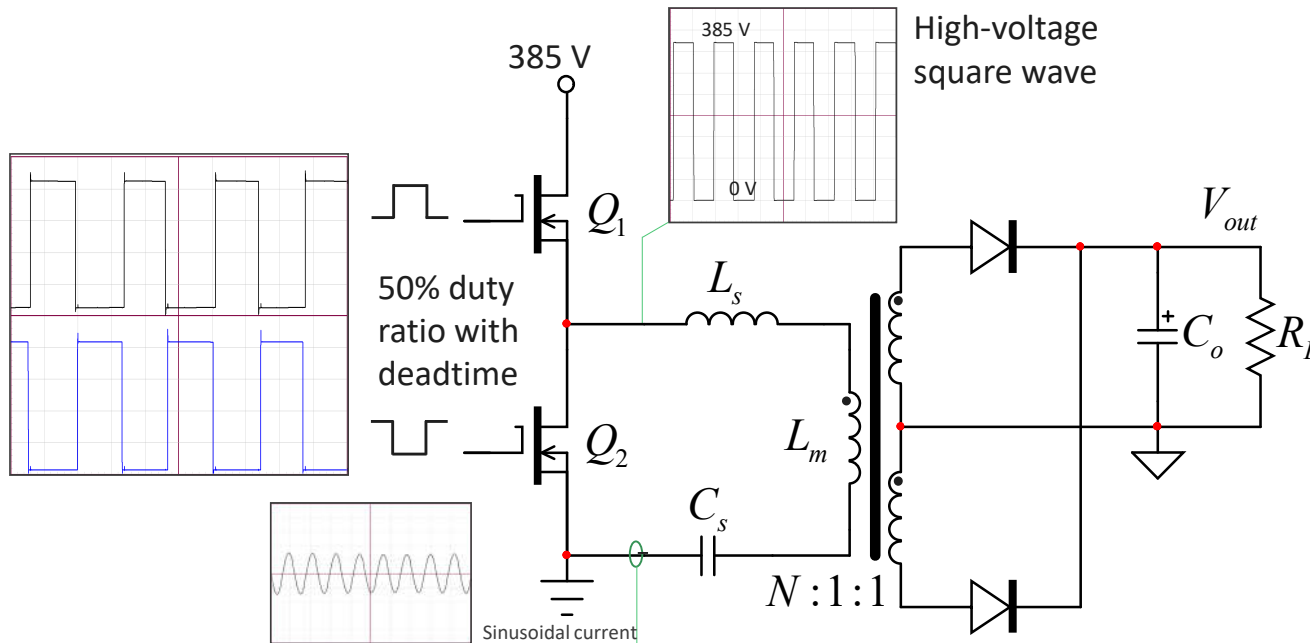 385 V
High-voltage
square wave
385 V
0 V
Q1
50% duty
ratio with
deadtime
Q2
Ls
Lm
Cs
N:1:1
Vout
+
Co
Sinusoidal current